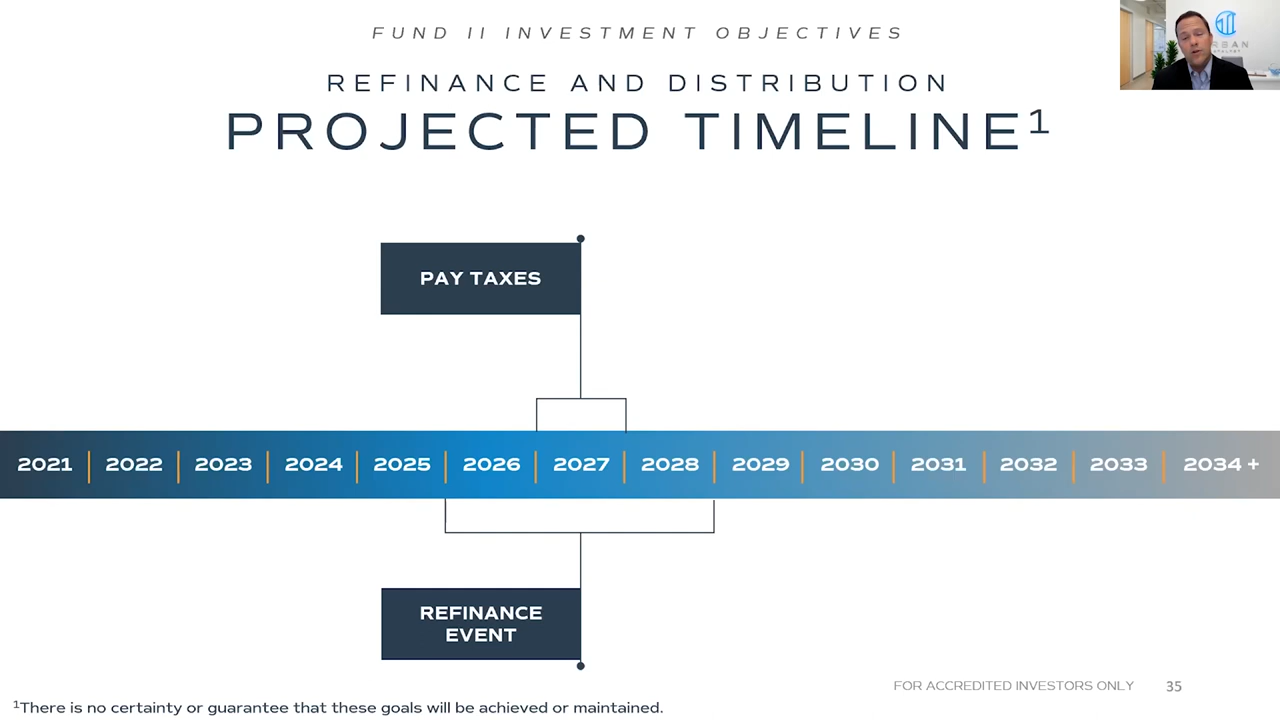 FUND II INVESTMENT OBJECTIVES
REFINANCE AND DISTRIBUTION
PROJECTED TIMELINE¹
PAY TAXES
2021 2022 2023 2024 2025 2026 2027 2028 2029 2030 2031 2032 2033 2034 +
REFINANCE
EVENT
FOR ACCREDITED INVESTORS ONLY 35
¹There is no certainty or guarantee that these goals will be achieved or maintained.